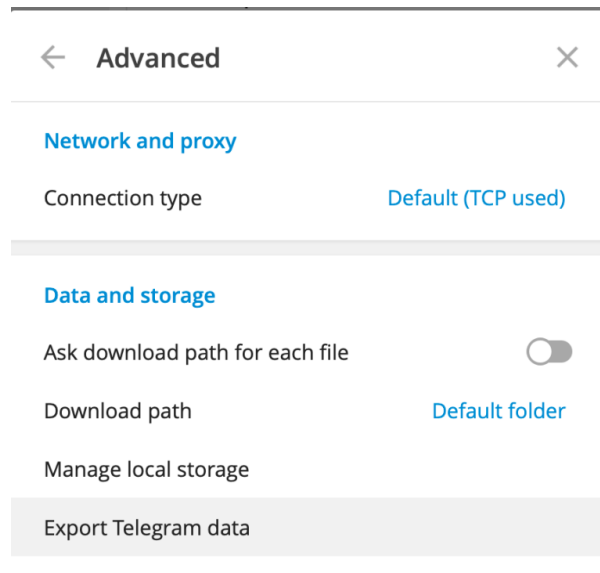 Advanced
Network and proxy
Connection type Default (TCP used)
Data and storage
Ask download path for each file
Download path Default folder
Manage local storage
Export Telegram data